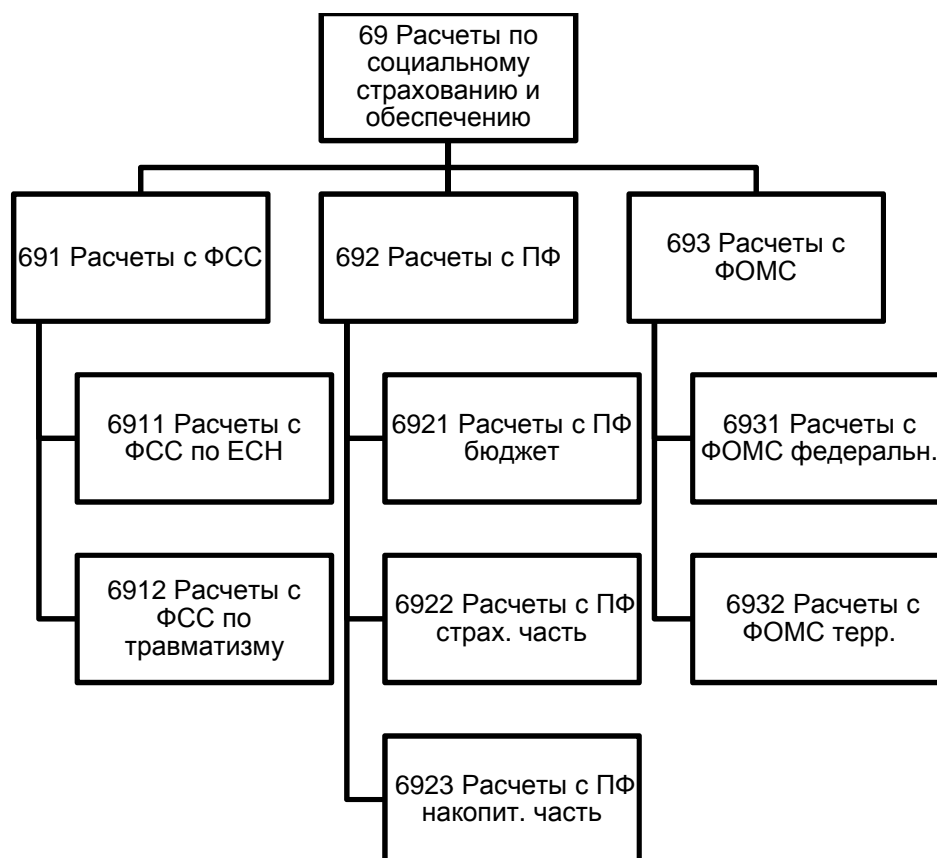 69 Расчеты по
социальному
страхованию и
обеспечению
691 Расчеты с ФСС
692 Расчеты с ПФ
693 Расчеты с
ФОМС
6911 Расчеты с
ФСС по ЕСН
6921 Расчеты с ПФ
бюджет
6931 Расчеты с
ФОМС федеральн.
6912 Расчеты с
ФСС по
травматизму
6922 Расчеты с ПФ
страх. часть
6932 Расчеты с
ФОМС терр.
6923 Расчеты с ПФ
накопит. часть